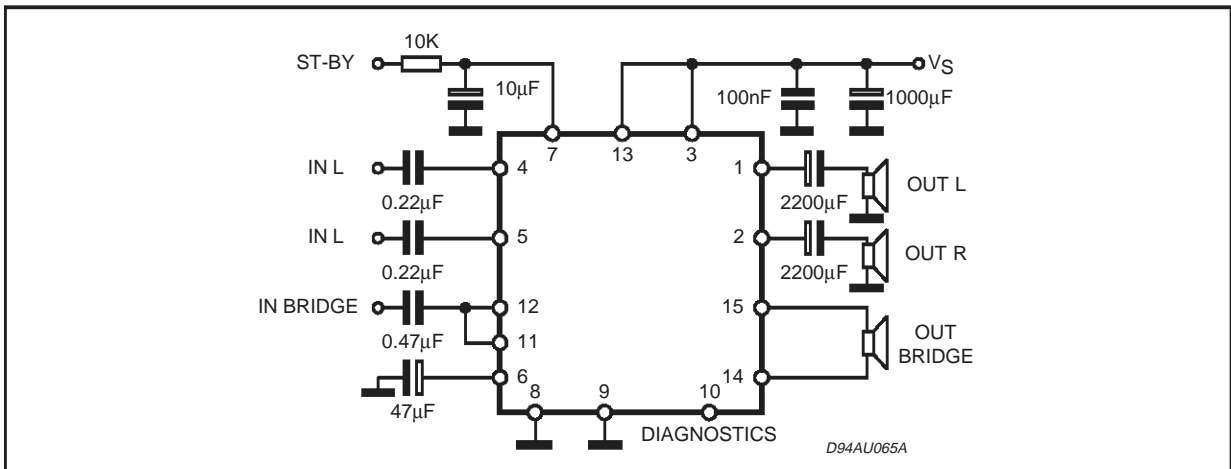 10K
ST-BY
VS
10µF
100nF
1000µF
7
13
3
IN L
4
1
OUT L
0.22µF
2200µF
IN L
5
2
OUT R
0.22µF
2200µF
IN BRIDGE
12
15
0.47µF
11
OUT
BRIDGE
6
14
47µF
8
9
10
DIAGNOSTICS
D94AU065A